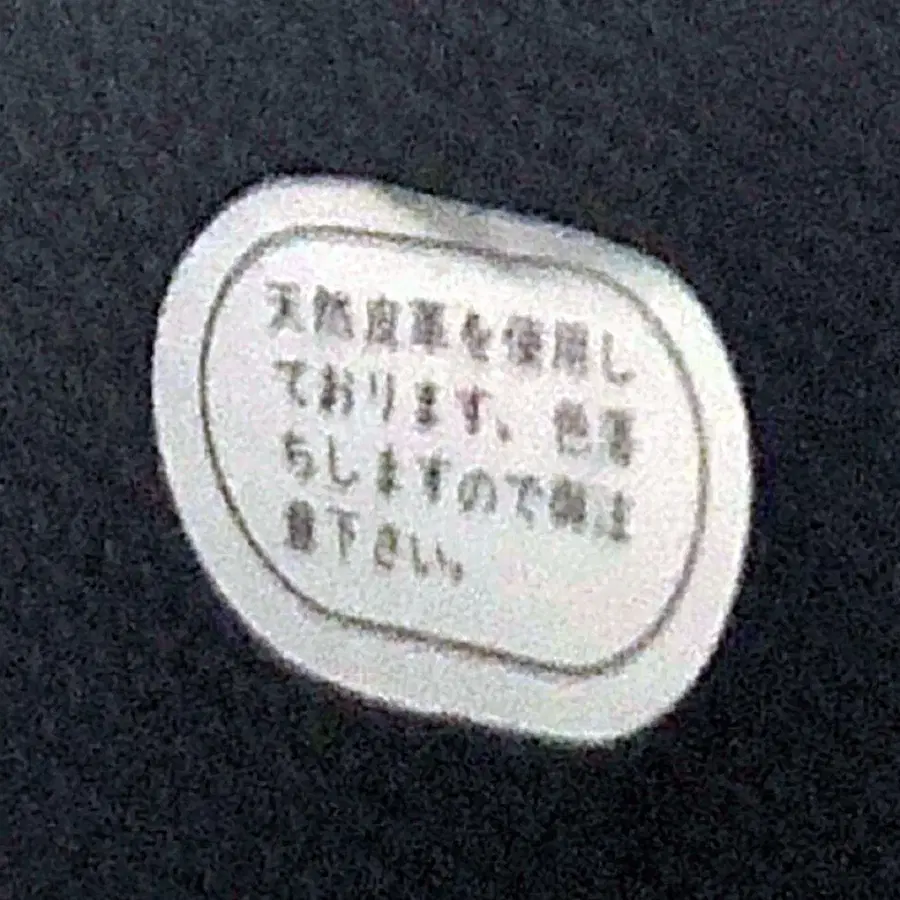 天然皮革を使用し
ております。色落
ちしますので御注
意下さい。